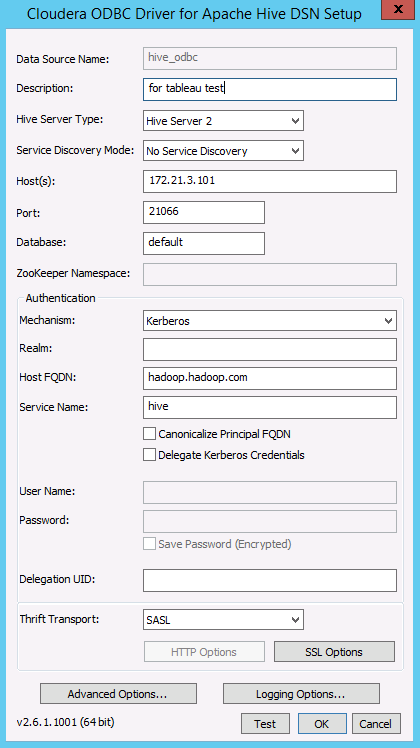 Cloudera ODBC Driver for Apache Hive DSN Setup x
Data Source Name: hive_odbc
Description: for tableau test
Hive Server Type: Hive Server 2
Service Discovery Mode: No Service Discovery
Host(s): 172.21.3.101
Port: 21066
Database: default
ZooKeeper Namespace:
Authentication
Mechanism: Kerberos
Realm:
Host FQDN: hadoop.hadoop.com
Service Name: hive
Canonicalize Principal FQDN
Delegate Kerberos Credentials
User Name:
Password:
Save Password (Encrypted)
Delegation UID:
Thrift Transport: SASL
HTTP Options SSL Options
Advanced Options... Logging Options...
v2.6.1.1001 (64 bit) Test OK Cancel